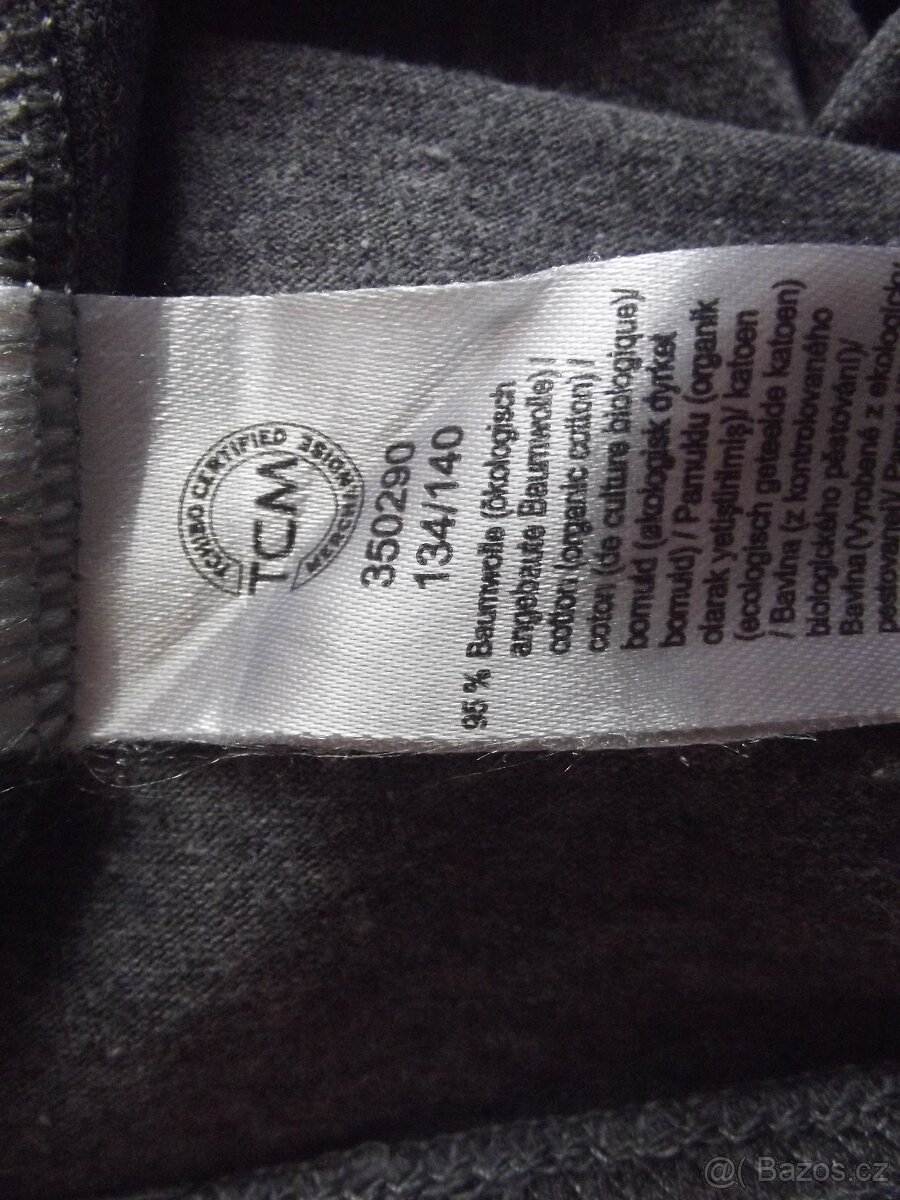 TCHIBO CERTIFIED MERCHANDISE
TCM
350290
134/140
95 % Baumwolle (ökologisch
angebaute Baumwolle) /
cotton (organic cotton) /
coton (de culture biologique)/
bomuld (økologisk dyrket
bomuld) / Pamuklu (organik
olarak yetiştirilmiş)/ katoen
(ecologisch geteelde katoen)
/ Bavlna (z kontrolovaného
biologického pěstování)/
Bavlna (Vyrobené z ekologicky
@( Bazos.cz